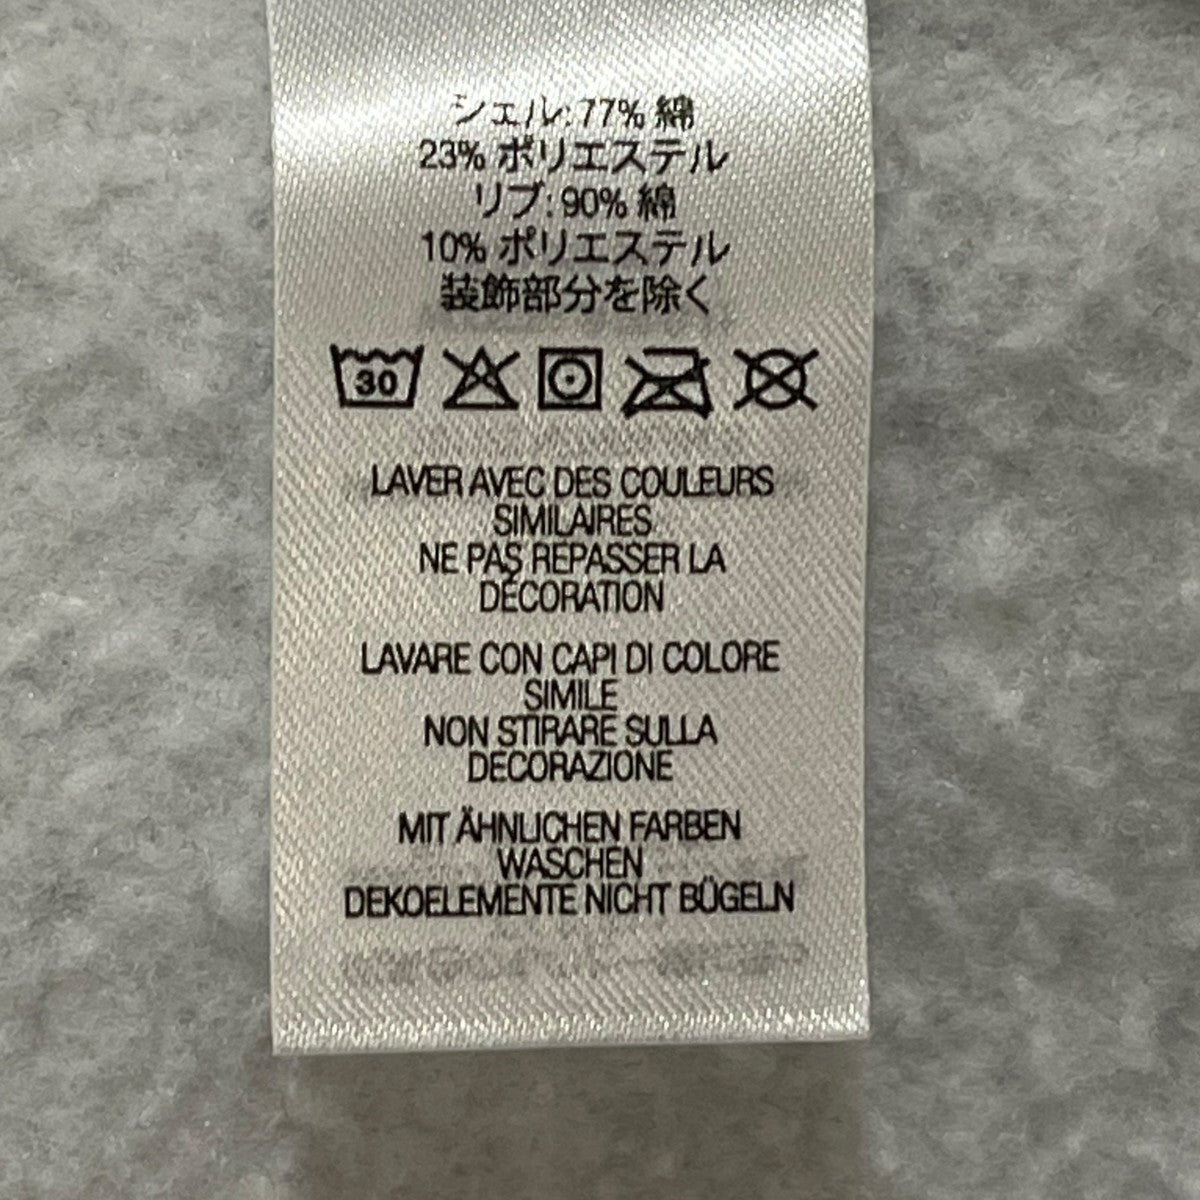 シェル: 77% 綿
23% ポリエステル
リブ: 90% 綿
10% ポリエステル
装飾部分を除く
30
LAVER AVEC DES COULEURS
SIMILAIRES
NE PAS REPASSER LA
DÉCORATION
LAVARE CON CAPI DI COLORE
SIMILE
NON STIRARE SULLA
DECORAZIONE
MIT ÄHNLICHEN FARBEN
WASCHEN
DEKOELEMENTE NICHT BÜGELN